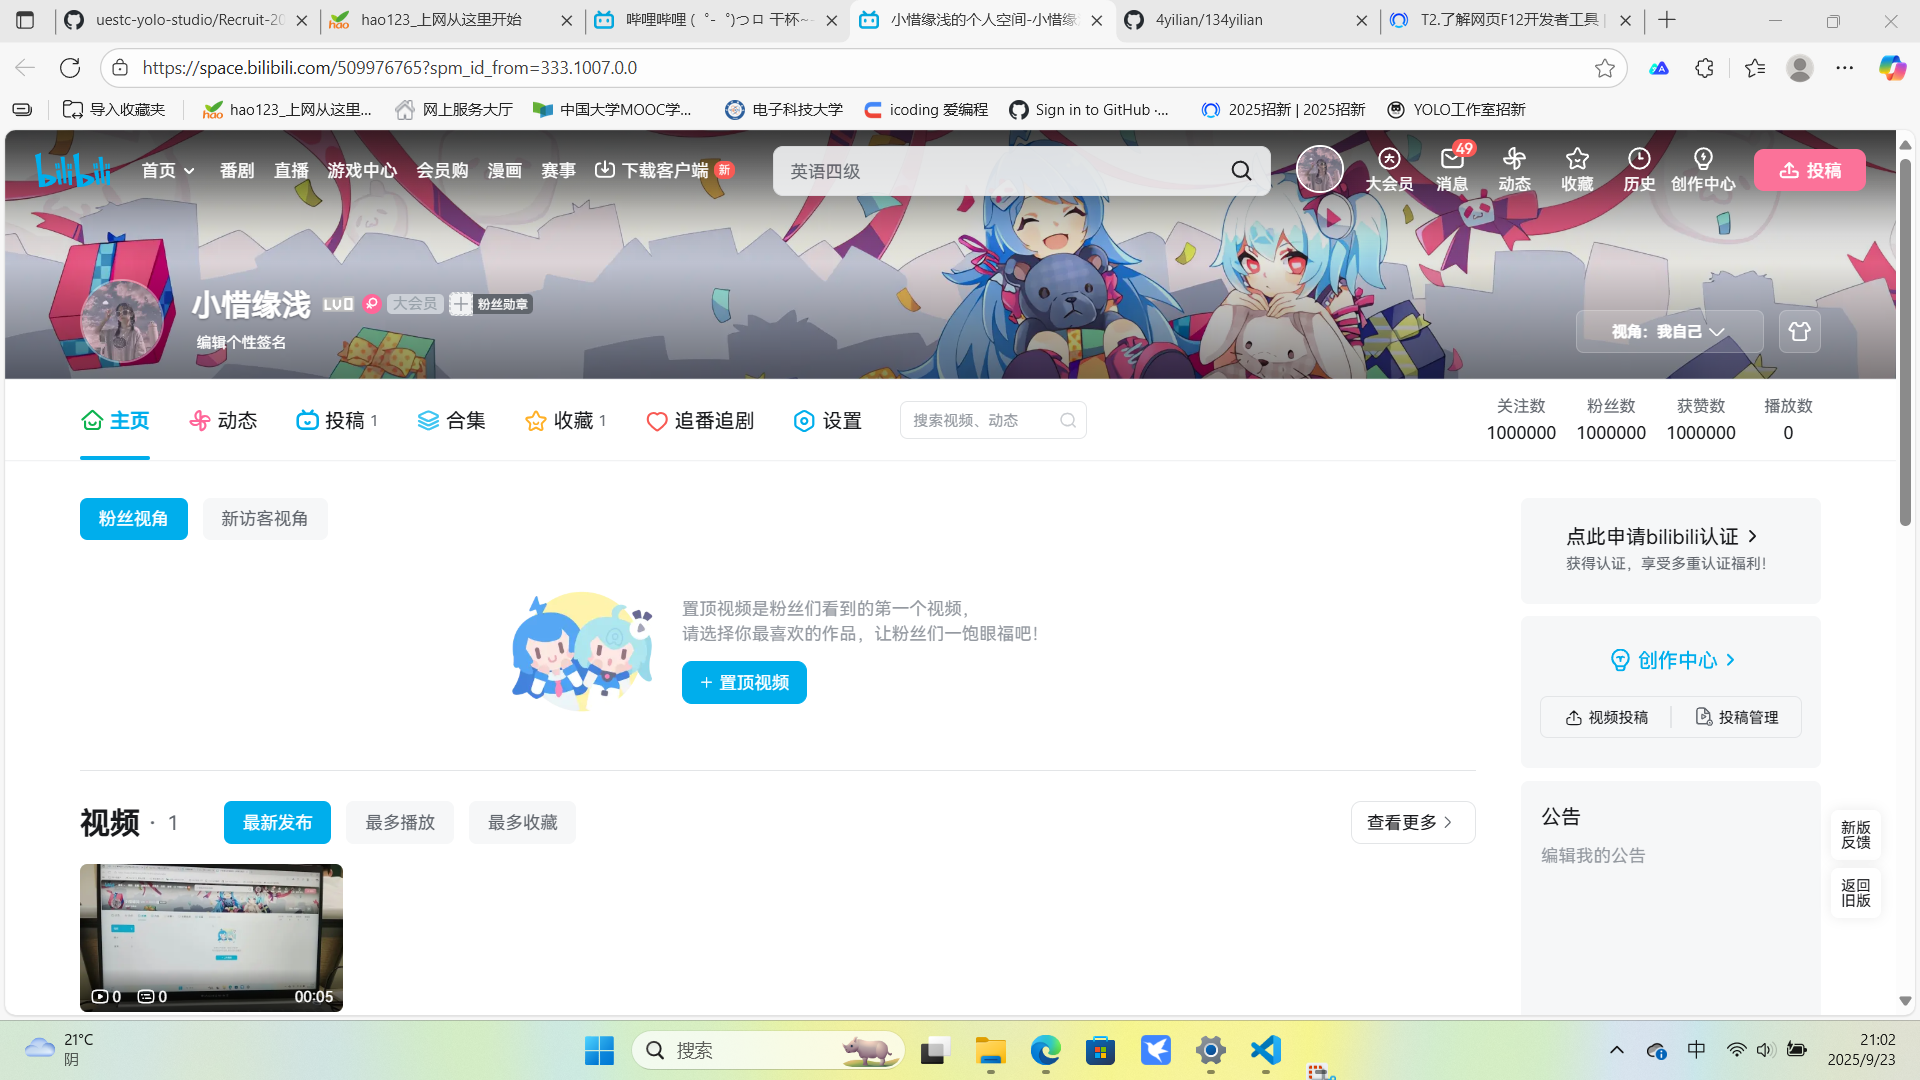 uestc-yolo-studio/Recruit-20
hao123_上网从这里开始
哔哩哔哩 (゜-゜)つロ 干杯~-
小惜缘浅的个人空间-小惜缘浅
4yilian/134yilian
T2.了解网页F12开发者工具
https://space.bilibili.com/509976765?spm_id_from=333.1007.0.0
导入收藏夹
hao123_上网从这里...
网上服务大厅
中国大学MOOC学...
电子科技大学
icoding 爱编程
Sign in to GitHub ·...
2025招新 | 2025招新
YOLO工作室招新
bilibili
首页
番剧
直播
游戏中心
会员购
漫画
赛事
下载客户端
新
英语四级
大会员
49
消息
动态
收藏
历史
创作中心
投稿
小惜缘浅
LV0
大会员
粉丝勋章
编辑个性签名
视角：我自己
主页
动态
投稿 1
合集
收藏 1
追番追剧
设置
搜索视频、动态
关注数
粉丝数
获赞数
播放数
1000000
1000000
1000000
0
粉丝视角
新访客视角
置顶视频是粉丝们看到的第一个视频，
请选择你最喜欢的作品，让粉丝们一饱眼福吧！
+ 置顶视频
点此申请bilibili认证
获得认证，享受多重认证福利！
创作中心
视频投稿
投稿管理
视频 · 1
最新发布
最多播放
最多收藏
查看更多
公告
编辑我的公告
新版
反馈
返回
旧版
0
0
00:05
21°C
阴
搜索
中
21:02
2025/9/23